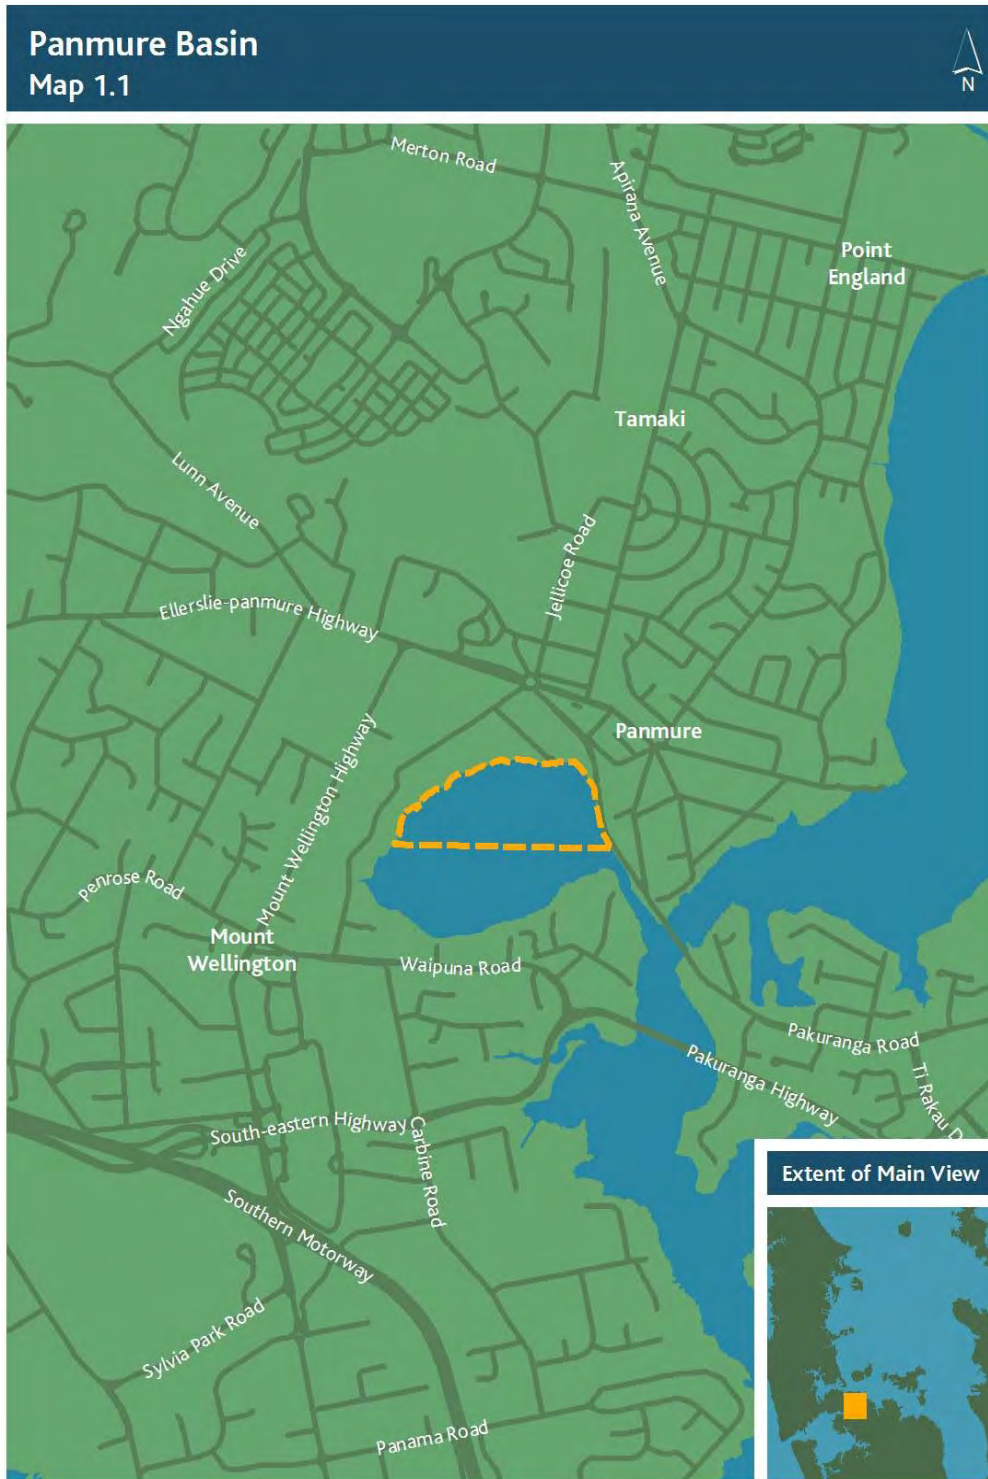 Panmure Basin
Map 1.1
N
Merton Road
Apirana Avenue
Point
England
Ngahue Drive
Tamaki
Lunn Avenue
Jellicoe Road
Ellerslie-panmure Highway
Panmure
Mount Wellington Highway
penrose Road
Mount
Wellington
Waipuna Road
Pakuranga Road
Pakuranga Highway
Ti Rakau D
South-eastern Highway
Carbine Road
Extent of Main View
Southern Motorway
Sylvia Park Road
Panama Road